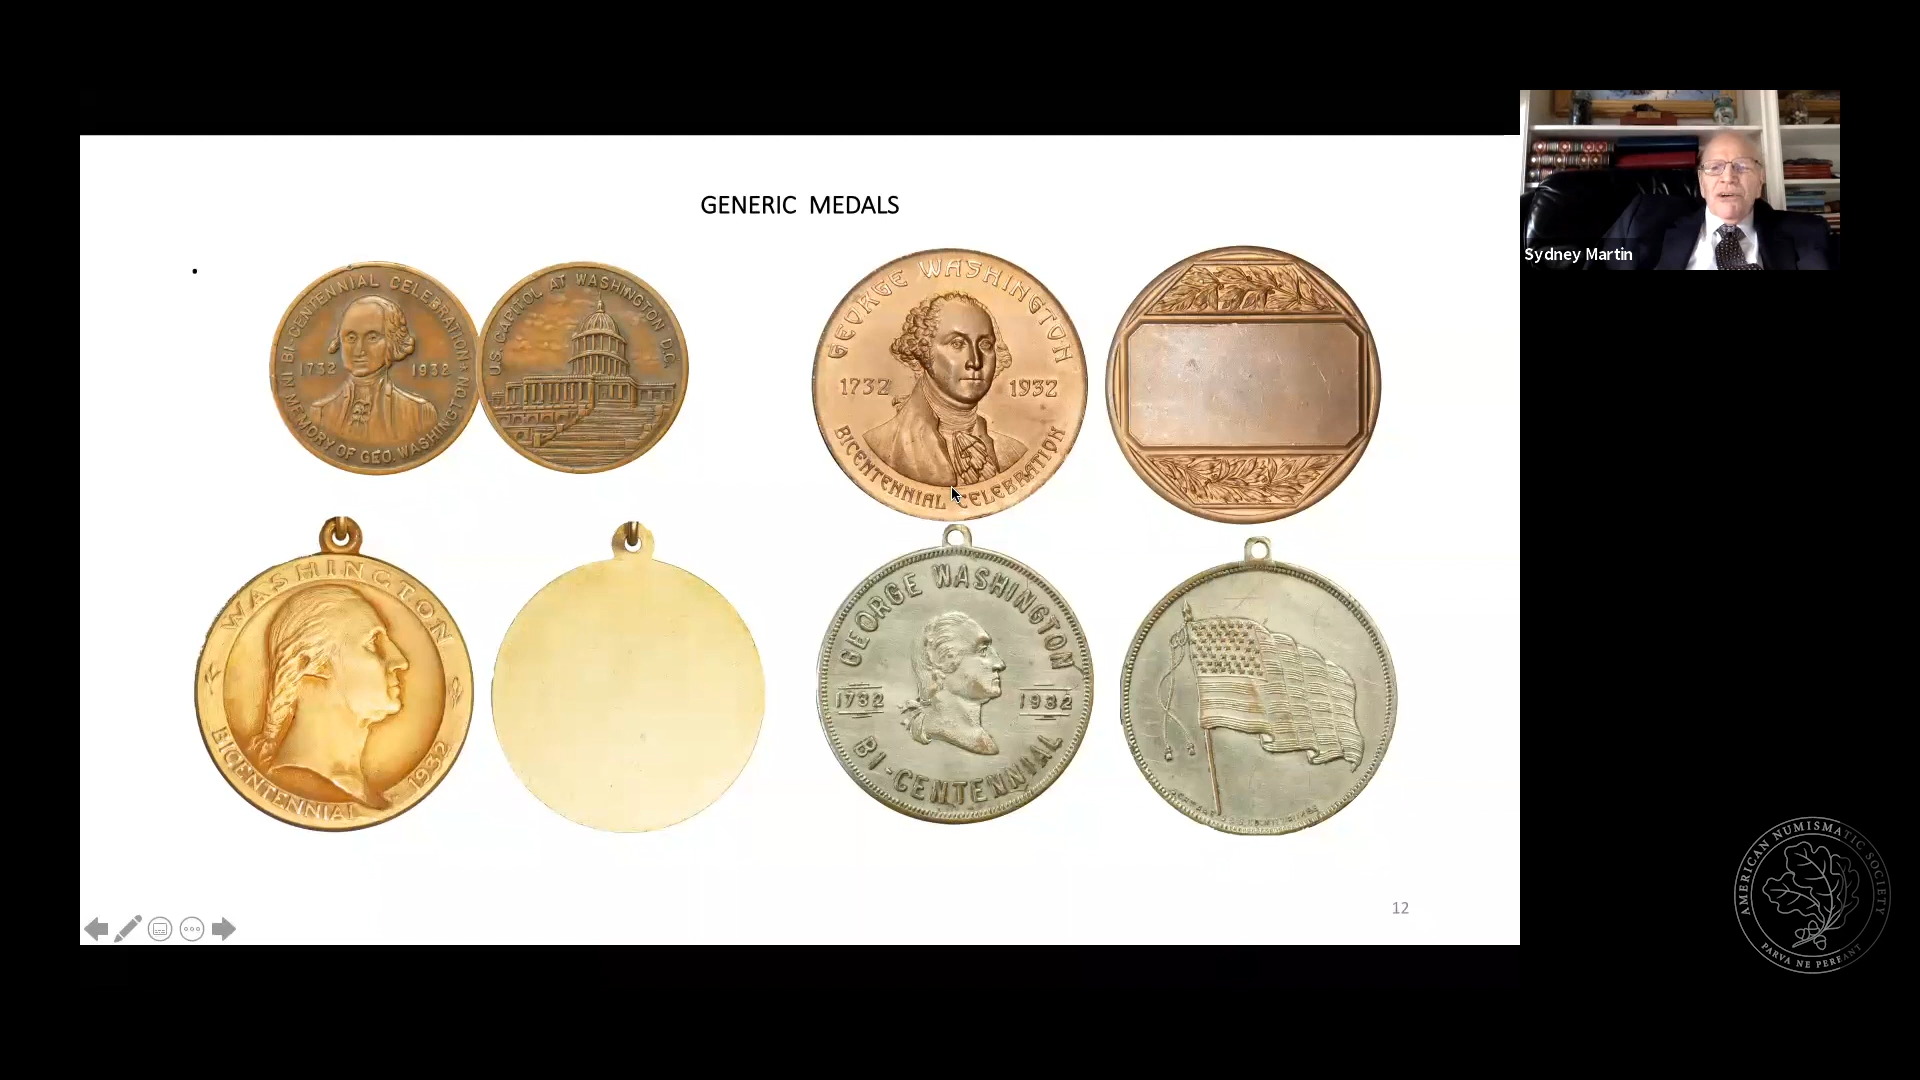 GENERIC MEDALS
Sydney Martin
BI-CENTENNIAL CELEBRATION
1732 1932
IN MEMORY OF GEO. WASHINGTON
U.S. CAPITOL AT WASHINGTON D.C.
GEORGE WASHINGTON
1732 1932
BICENTENNIAL CELEBRATION
WASHINGTON
BICENTENNIAL 1932
GEORGE WASHINGTON
1732 1932
BI-CENTENNIAL
12
AMERICAN NUMISMATIC SOCIETY
PARVA NE PEREANT